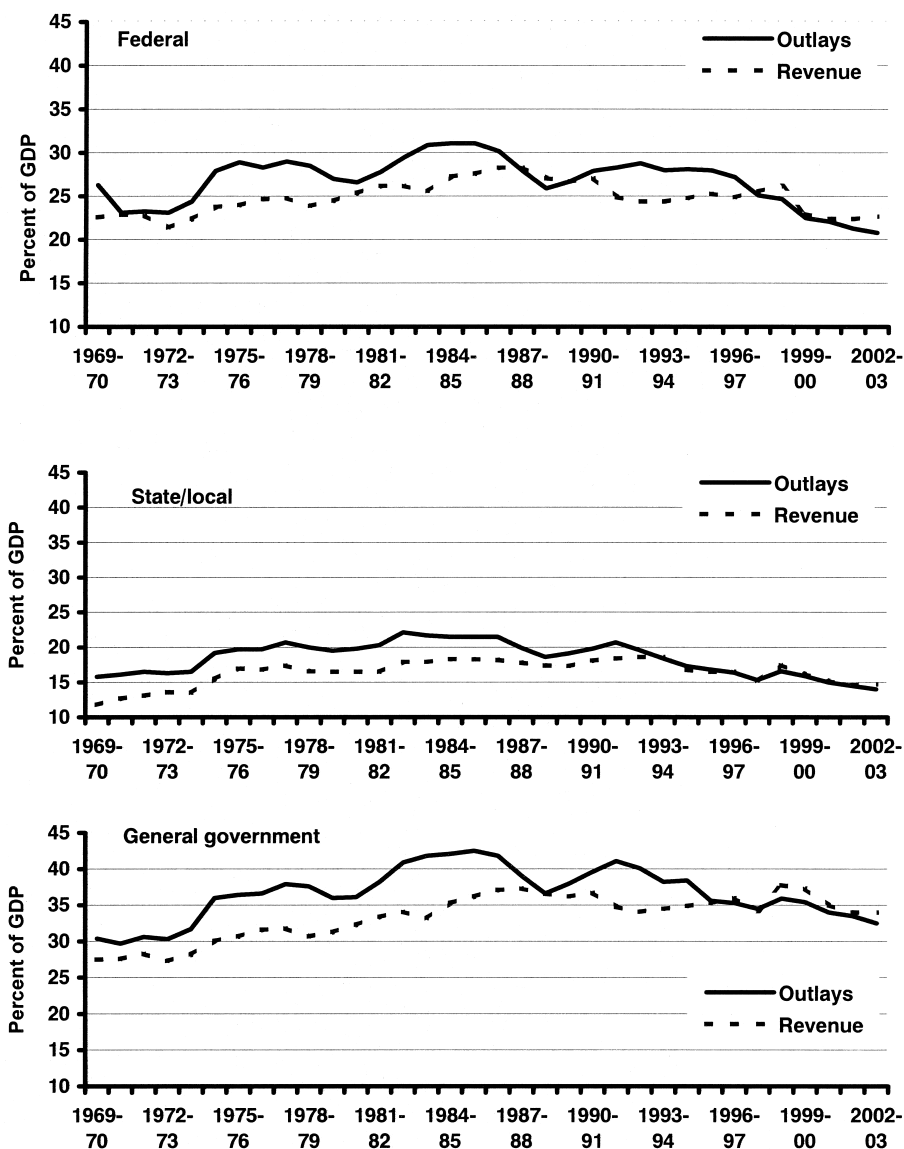 45
Federal
Outlays
40
Revenue
35
30
25
20
15
10
Percent of GDP
1969- 1972- 1975- 1978- 1981- 1984- 1987- 1990- 1993- 1996- 1999- 2002-
70 73 76 79 82 85 88 91 94 97 00 03
45
State/local
Outlays
40
Revenue
35
30
25
20
15
10
Percent of GDP
1969- 1972- 1975- 1978- 1981- 1984- 1987- 1990- 1993- 1996- 1999- 2002-
70 73 76 79 82 85 88 91 94 97 00 03
45
General government
40
35
30
25
Outlays
20
Revenue
15
10
Percent of GDP
1969- 1972- 1975- 1978- 1981- 1984- 1987- 1990- 1993- 1996- 1999- 2002-
70 73 76 79 82 85 88 91 94 97 00 03